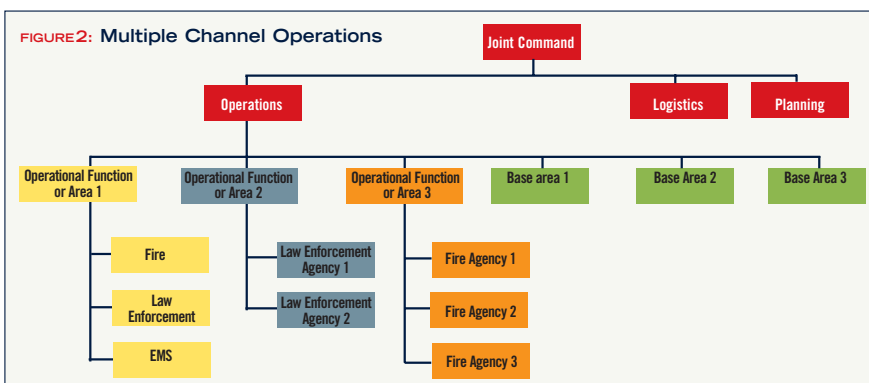 FIGURE2: Multiple Channel Operations
Joint Command
Operations
Logistics
Planning
Operational Function
or Area 1
Operational Function
or Area 2
Operational Function
or Area 3
Base area 1
Base Area 2
Base Area 3
Fire
Law
Enforcement
EMS
Law Enforcement
Agency 1
Law Enforcement
Agency 2
Fire Agency 1
Fire Agency 2
Fire Agency 3